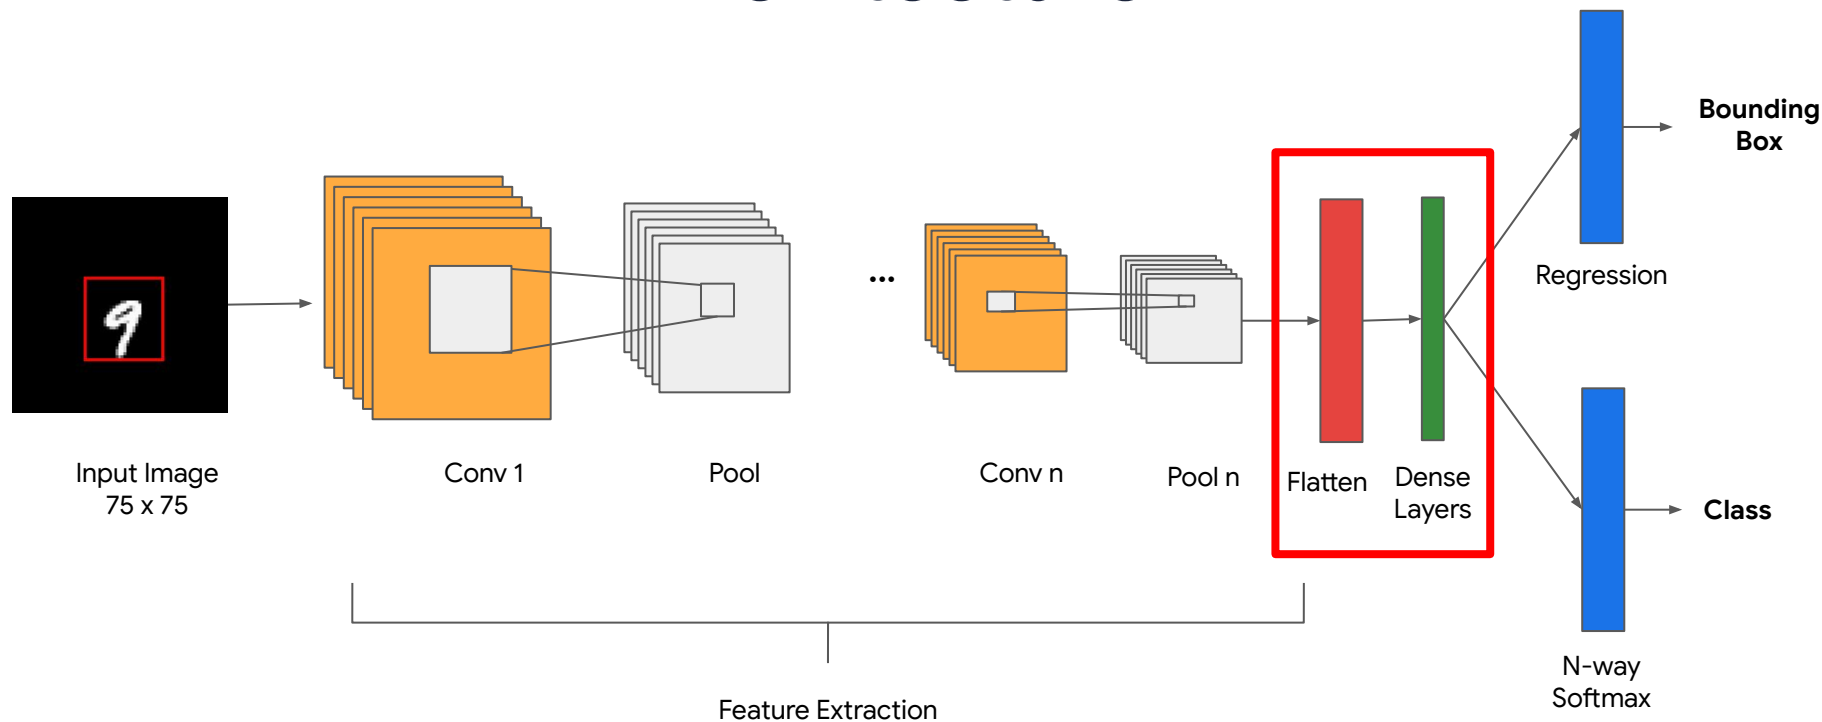 Input Image
75 x 75
Conv 1
Pool
...
Conv n
Pool n
Flatten
Dense
Layers
Regression
Bounding
Box
N-way
Softmax
Class
Feature Extraction
9